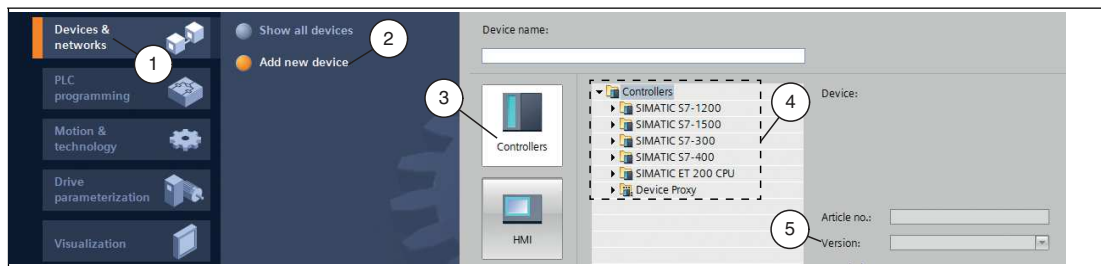 Devices &
networks
1
PLC
programming
Motion &
technology
Drive
parameterization
Visualization
Show all devices
2
Add new device
Device name:
3
Controllers
HMI
Controllers
SIMATIC S7-1200
SIMATIC S7-1500
SIMATIC S7-300
SIMATIC S7-400
SIMATIC ET 200 CPU
Device Proxy
4
Device:
Article no.:
5
Version: